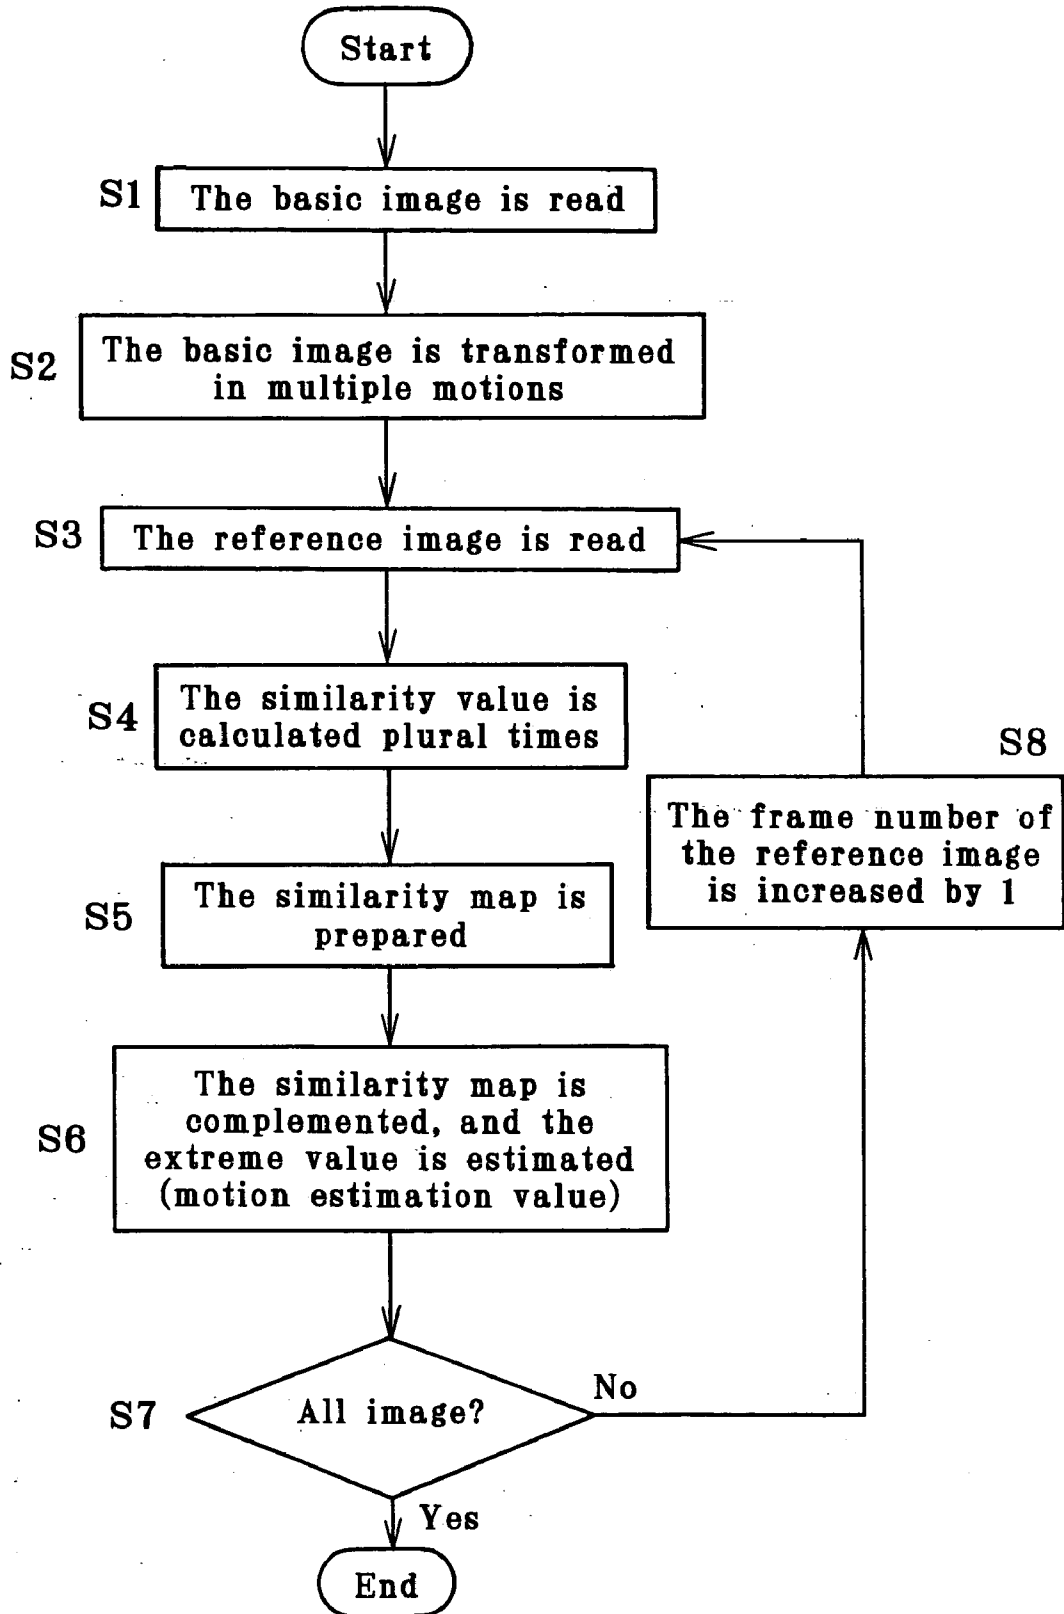 Start
S1
The basic image is read
S2
The basic image is transformed
in multiple motions
S3
The reference image is read
S4
The similarity value is
calculated plural times
S8
The frame number of
the reference image
is increased by 1
S5
The similarity map is
prepared
S6
The similarity map is
complemented, and the
extreme value is estimated
(motion estimation value)
S7
All image?
No
Yes
End